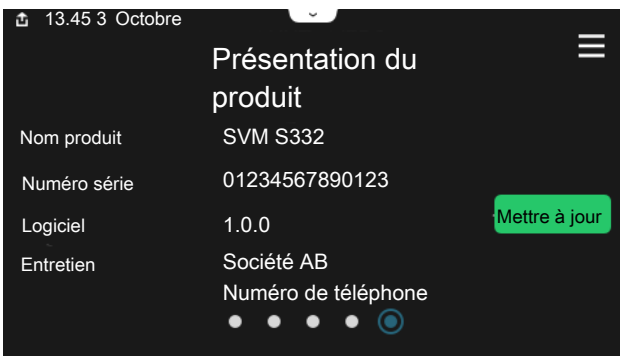 13.45 3 Octobre
Présentation du
produit
Nom produit SVM S332
Numéro série 01234567890123
Logiciel 1.0.0 Mettre à jour
Entretien Société AB
Numéro de téléphone